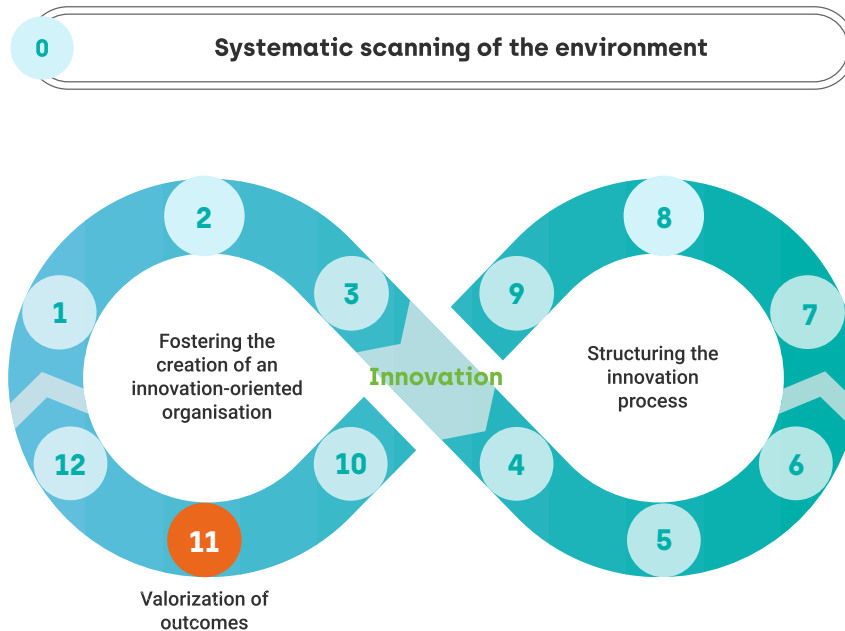 0
Systematic scanning of the environment
2
8
3
9
1
7
Fostering the
creation of an
innovation-oriented
organisation
Innovation
Structuring the
innovation
process
12
10
4
6
11
5
Valorization of
outcomes